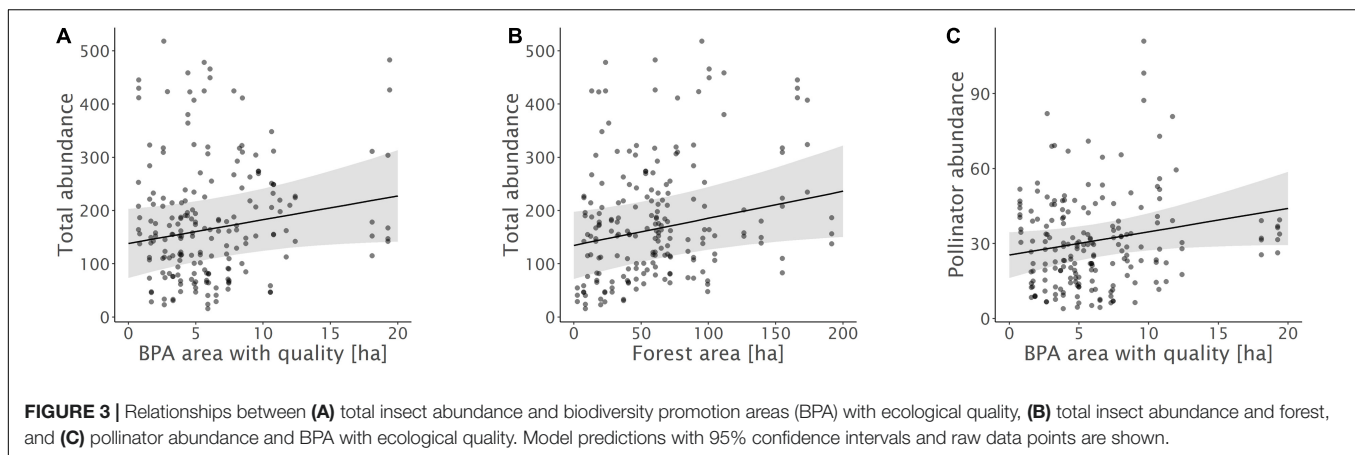 A
500
400
300
200
100
0
Total abundance
0 5 10 15 20
BPA area with quality [ha]
B
500
400
300
200
100
0
Total abundance
0 50 100 150 200
Forest area [ha]
C
90
60
30
0
Pollinator abundance
0 5 10 15 20
BPA area with quality [ha]
FIGURE 3 | Relationships between (A) total insect abundance and biodiversity promotion areas (BPA) with ecological quality, (B) total insect abundance and forest,
and (C) pollinator abundance and BPA with ecological quality. Model predictions with 95% confidence intervals and raw data points are shown.